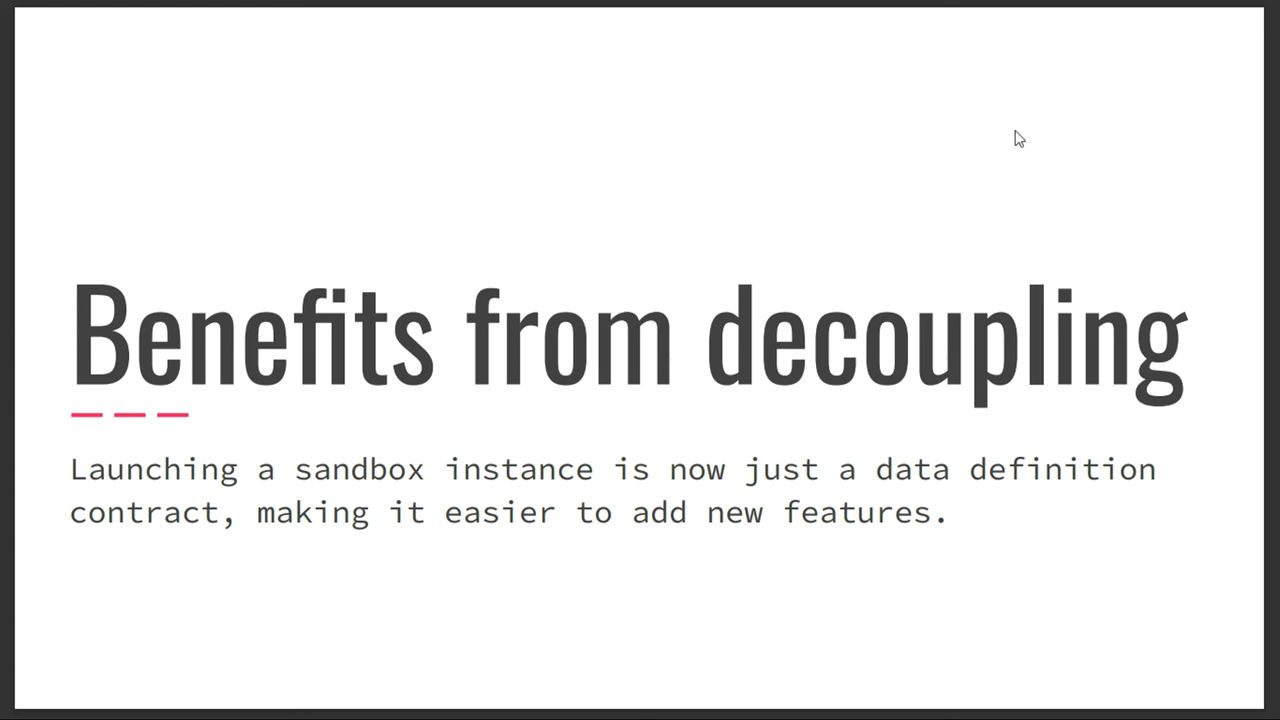 Benefits from decoupling
Launching a sandbox instance is now just a data definition
contract, making it easier to add new features.